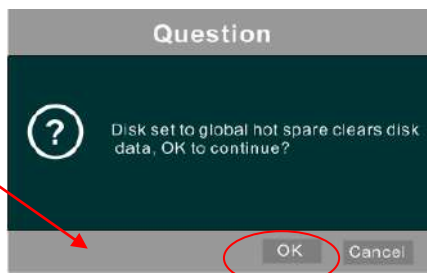 Question
Disk set to global hot spare clears disk
data, OK to continue?
OK Cancel